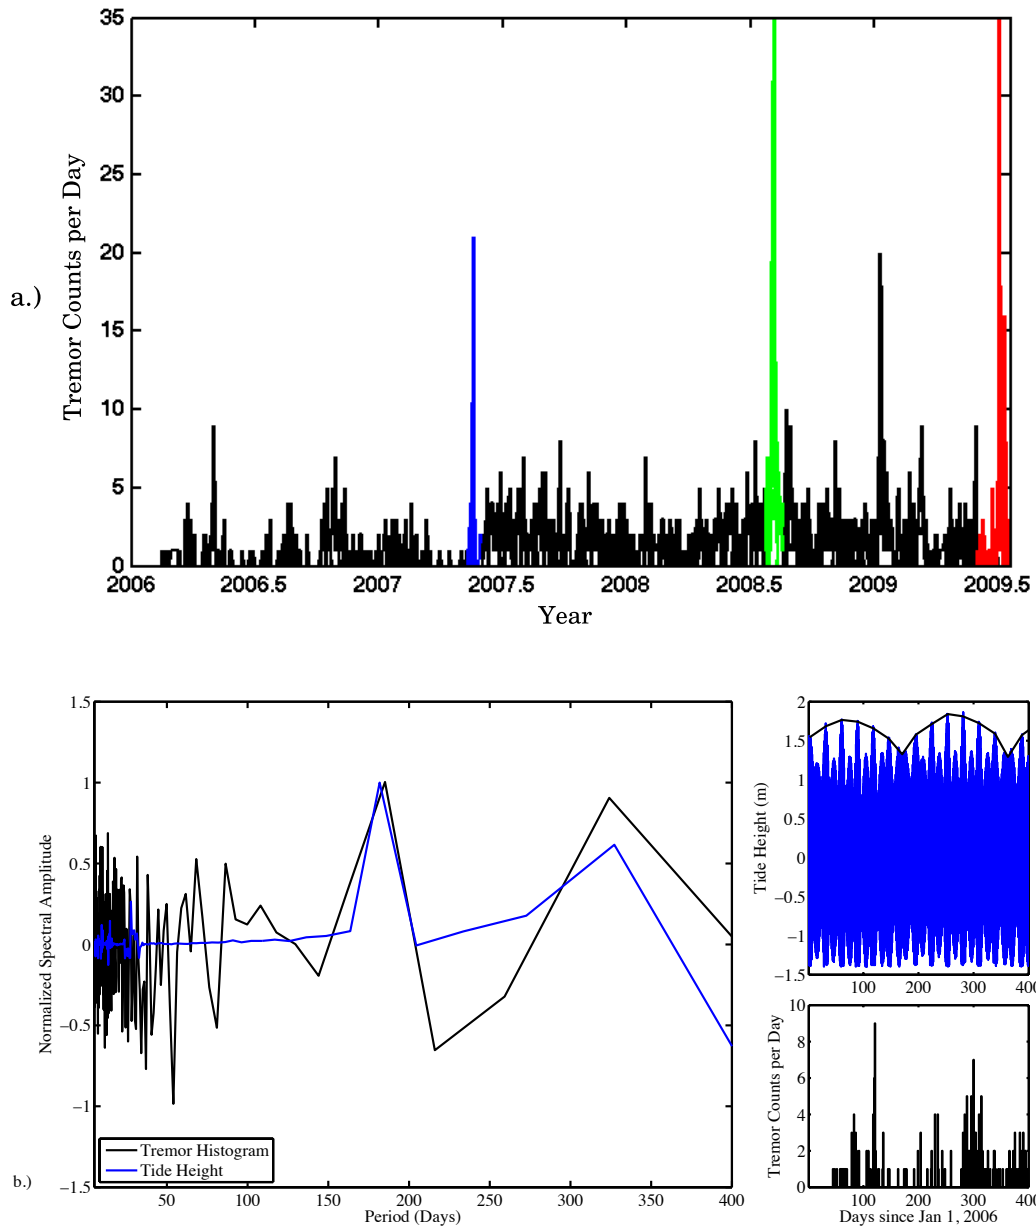 a.)
Tremor Counts per Day
35
30
25
20
15
10
5
0
2006 2006.5 2007 2007.5 2008 2008.5 2009 2009.5
Year
b.)
Normalized Spectral Amplitude
1.5
1
0.5
0
−0.5
−1
−1.5
Tremor Histogram
Tide Height
50 100 150 200 250 300 350 400
Period (Days)
Tide Height (m)
2
1.5
1
0.5
0
−0.5
−1
−1.5
100 200 300 400
Tremor Counts per Day
10
8
6
4
2
0
100 200 300 400
Days since Jan 1, 2006